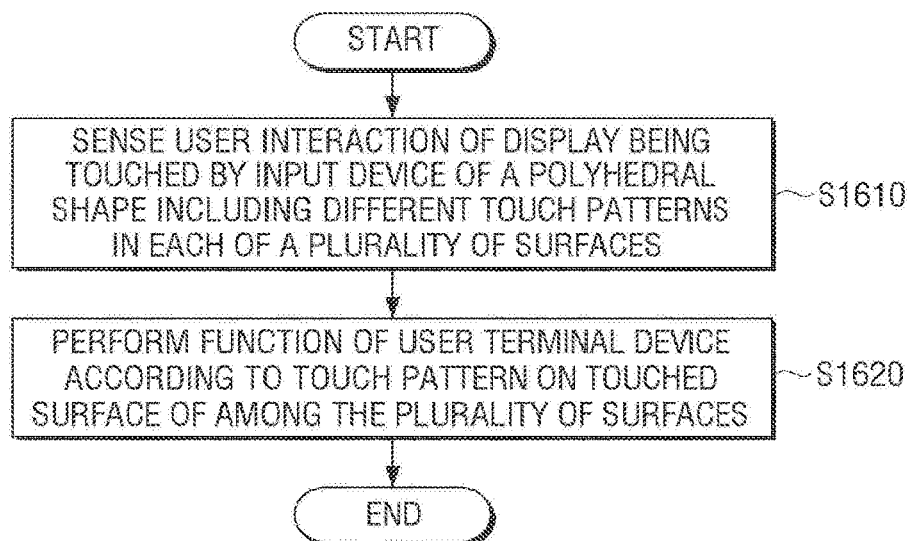 START
SENSE USER INTERACTION OF DISPLAY BEING
TOUCHED BY INPUT DEVICE OF A POLYHEDRAL
SHAPE INCLUDING DIFFERENT TOUCH PATTERNS
IN EACH OF A PLURALITY OF SURFACES
S1610
PERFORM FUNCTION OF USER TERMINAL DEVICE
ACCORDING TO TOUCH PATTERN ON TOUCHED
SURFACE OF AMONG THE PLURALITY OF SURFACES
S1620
END